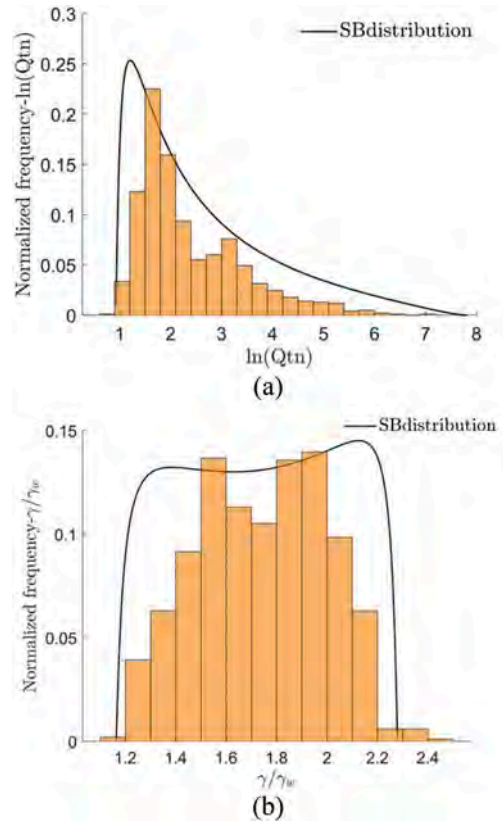 0.3
SBdistribution
0.25
0.2
0.15
0.1
0.05
0
Normalized frequency-ln(Qtn)
1 2 3 4 5 6 7 8
ln(Qtn)
(a)
SBdistribution
0.15
0.1
0.05
0
Normalized frequency-γ/γw
1.2 1.4 1.6 1.8 2 2.2 2.4
γ/γw
(b)